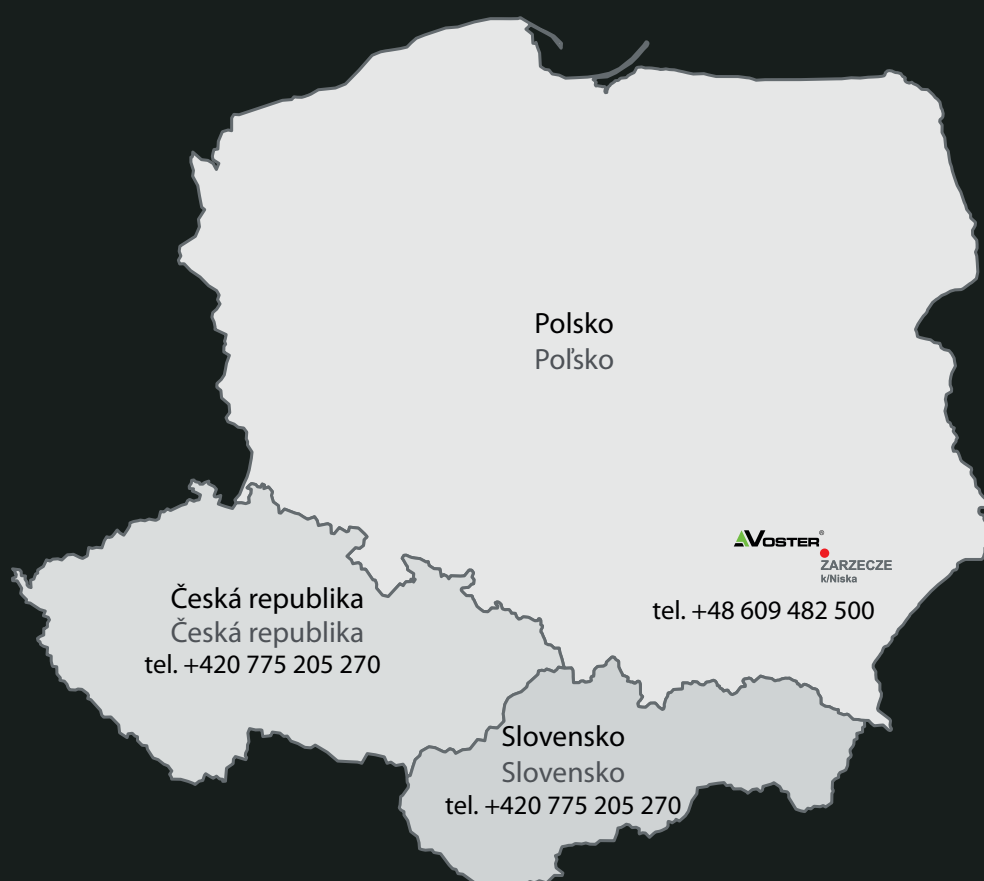 Polsko
Poľsko
VOSTER®
ZARZECZE
k/Niska
tel. +48 609 482 500
Česká republika
Česká republika
tel. +420 775 205 270
Slovensko
Slovensko
tel. +420 775 205 270